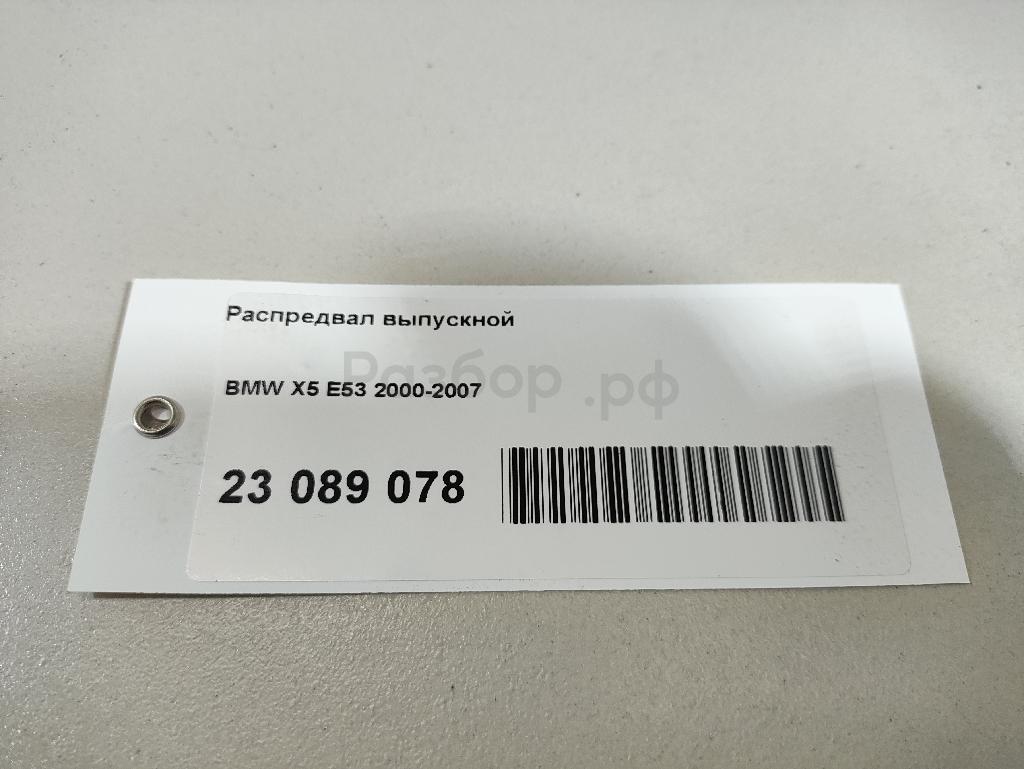 Распредвал выпускной
Разбор.рф
BMW X5 E53 2000-2007
23 089 078